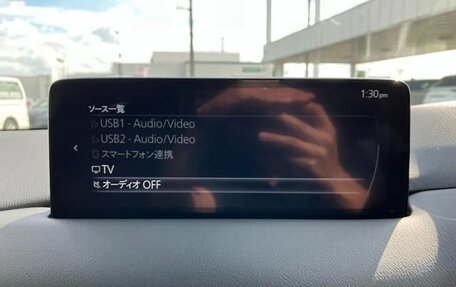 1:30pm
ソース一覧
USB1 - Audio/Video
USB2 - Audio/Video
スマートフォン連携
TV
オーディオ OFF